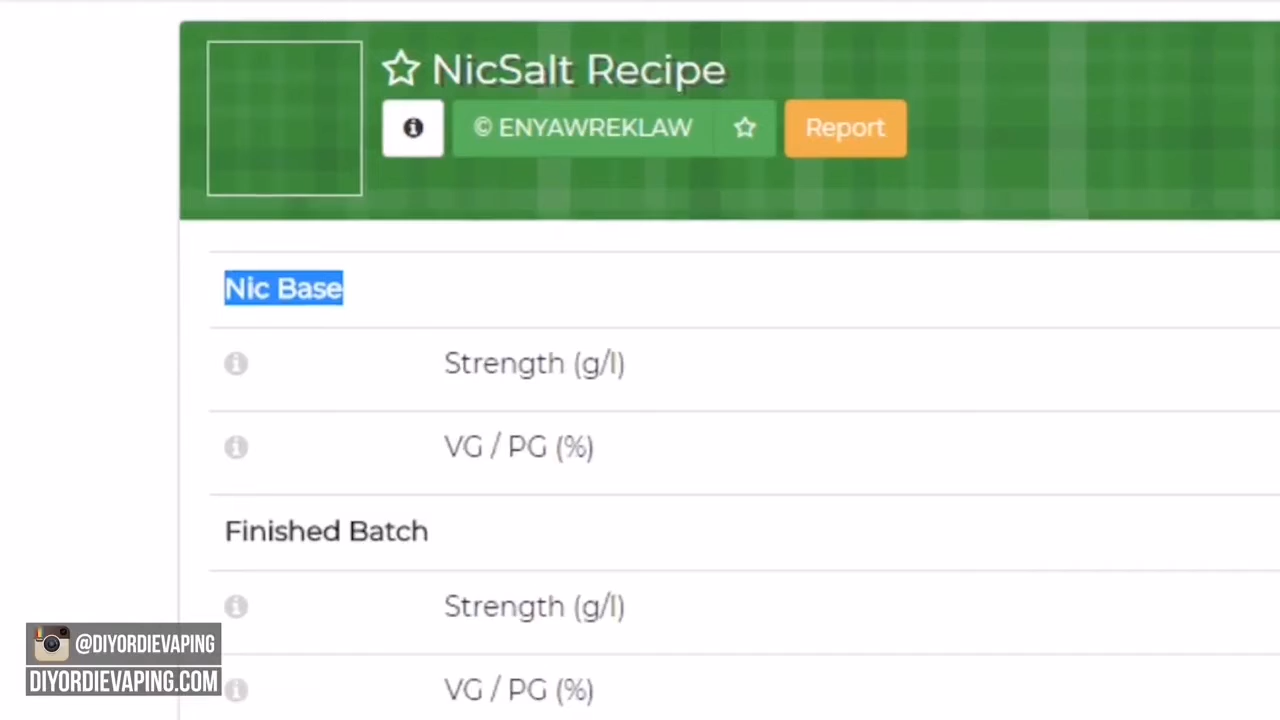 NicSalt Recipe
© ENYAWREKLAW
Report
Nic Base
Strength (g/l)
VG / PG (%)
Finished Batch
Strength (g/l)
VG / PG (%)
@DIYORDIEVAPING
DIYORDIEVAPING.COM